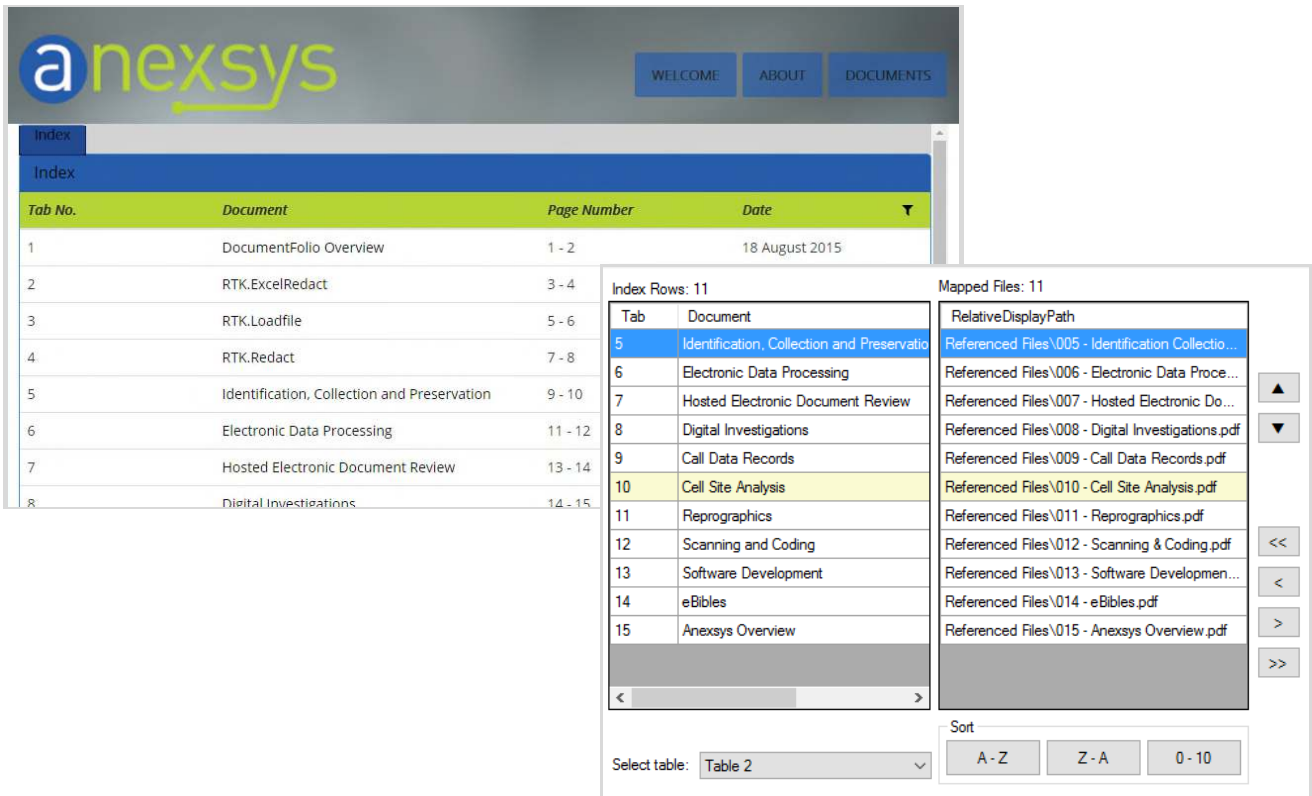 anexsys
WELCOME ABOUT DOCUMENTS
Index
Index
Tab No. Document Page Number Date
1 DocumentFolio Overview 1 - 2 18 August 2015
2 RTK.ExcelRedact 3 - 4
3 RTK.Loadfile 5 - 6
4 RTK.Redact 7 - 8
5 Identification, Collection and Preservation 9 - 10
6 Electronic Data Processing 11 - 12
7 Hosted Electronic Document Review 13 - 14
8 Digital Investigations 14 - 15
Index Rows: 11 Mapped Files: 11
Tab Document RelativeDisplayPath
5 Identification, Collection and Preservatio Referenced Files\005 - Identification Collectio...
6 Electronic Data Processing Referenced Files\006 - Electronic Data Proce...
7 Hosted Electronic Document Review Referenced Files\007 - Hosted Electronic Do...
8 Digital Investigations Referenced Files\008 - Digital Investigations.pdf
9 Call Data Records Referenced Files\009 - Call Data Records.pdf
10 Cell Site Analysis Referenced Files\010 - Cell Site Analysis.pdf
11 Reprographics Referenced Files\011 - Reprographics.pdf
12 Scanning and Coding Referenced Files\012 - Scanning & Coding.pdf <<
13 Software Development Referenced Files\013 - Software Developmen... <
14 eBibles Referenced Files\014 - eBibles.pdf
15 Anexsys Overview Referenced Files\015 - Anexsys Overview.pdf >
>>
Sort
Select table: Table 2 A - Z Z - A 0 - 10